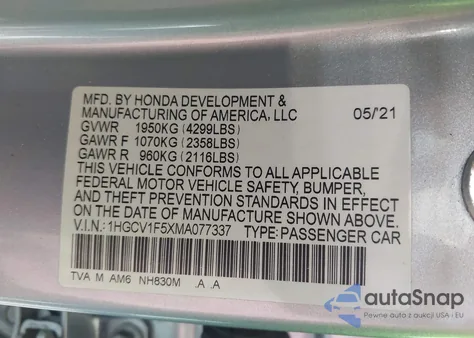 MFD. BY HONDA DEVELOPMENT &
MANUFACTURING OF AMERICA, LLC 05/'21
GVWR 1950KG (4299LBS)
GAWR F 1070KG (2358LBS)
GAWR R 960KG (2116LBS)
THIS VEHICLE CONFORMS TO ALL APPLICABLE
FEDERAL MOTOR VEHICLE SAFETY, BUMPER,
AND THEFT PREVENTION STANDARDS IN EFFECT
ON THE DATE OF MANUFACTURE SHOWN ABOVE.
V.I.N.: 1HGCV1F5XMA077337 TYPE: PASSENGER CAR
TVA M AM6 NH830M .A .A
autoSnap
Pewne auta z aukcji USA i EU